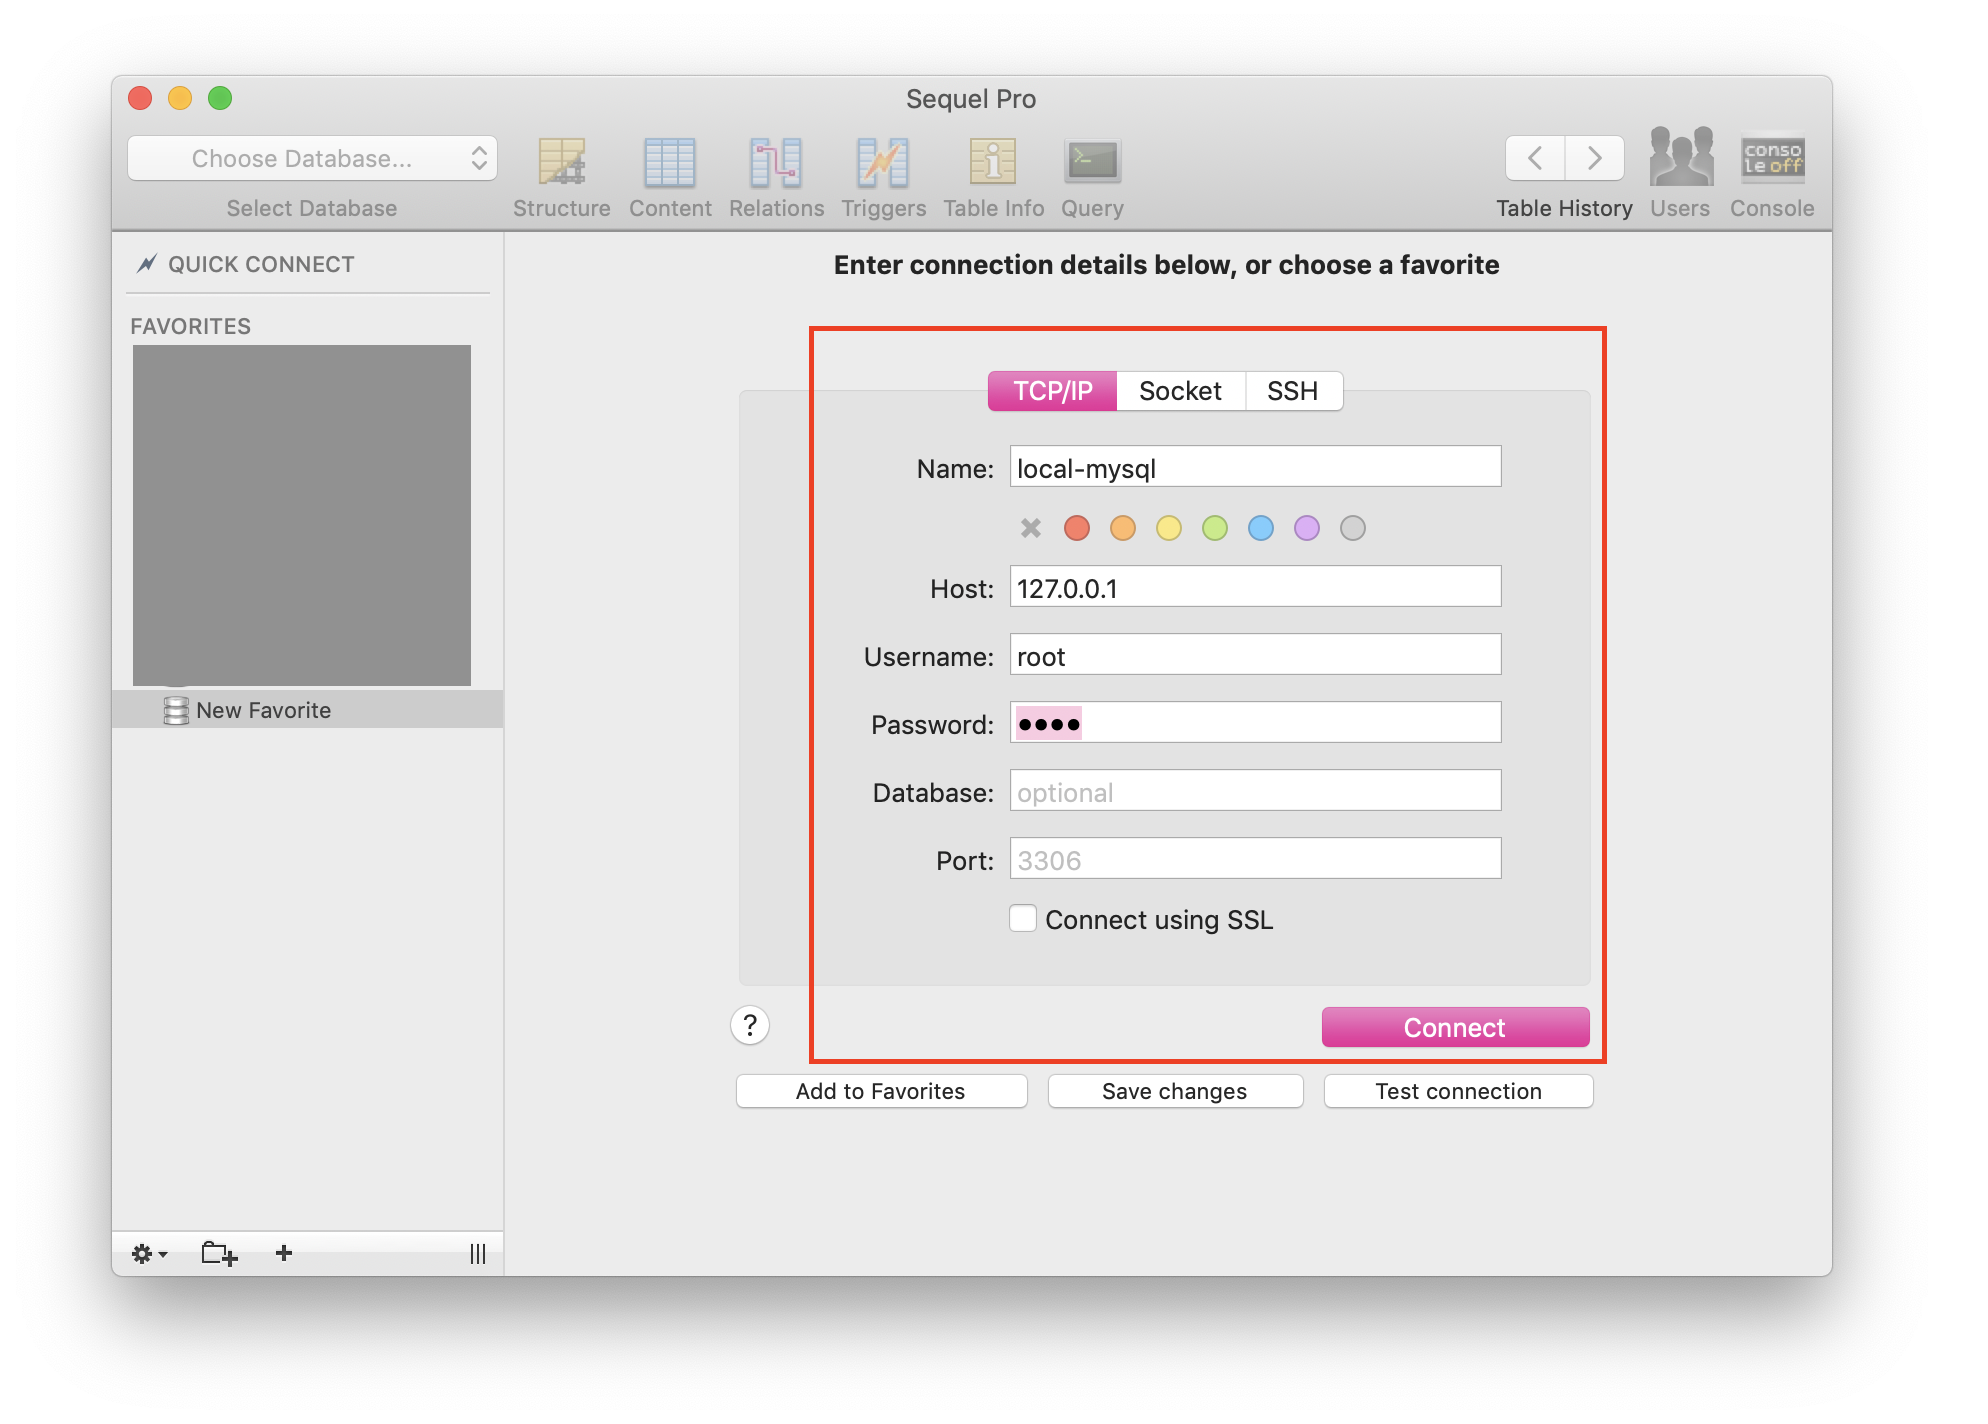 Sequel Pro
Choose Database...
Select Database
Structure
Content
Relations
Triggers
Table Info
Query
Table History
Users
conso
le off
Console
QUICK CONNECT
FAVORITES
New Favorite
Enter connection details below, or choose a favorite
TCP/IP
Socket
SSH
Name: local-mysql
Host: 127.0.0.1
Username: root
Password: ••••
Database: optional
Port: 3306
Connect using SSL
?
Connect
Add to Favorites
Save changes
Test connection